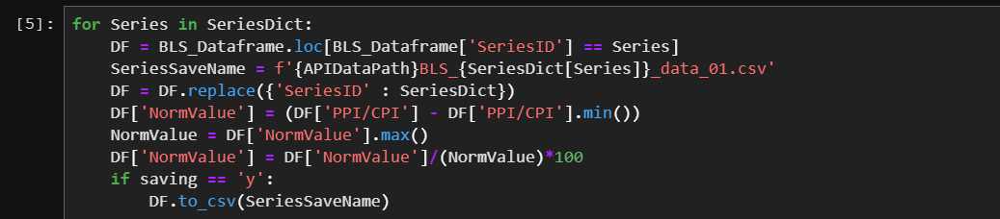 [5]: for Series in SeriesDict:
    DF = BLS_Dataframe.loc[BLS_Dataframe['SeriesID'] == Series]
    SeriesSaveName = f'{APIDataPath}BLS_{SeriesDict[Series]}_data_01.csv'
    DF = DF.replace({'SeriesID' : SeriesDict})
    DF['NormValue'] = (DF['PPI/CPI'] - DF['PPI/CPI'].min())
    NormValue = DF['NormValue'].max()
    DF['NormValue'] = DF['NormValue']/(NormValue)*100
    if saving == 'y':
        DF.to_csv(SeriesSaveName)